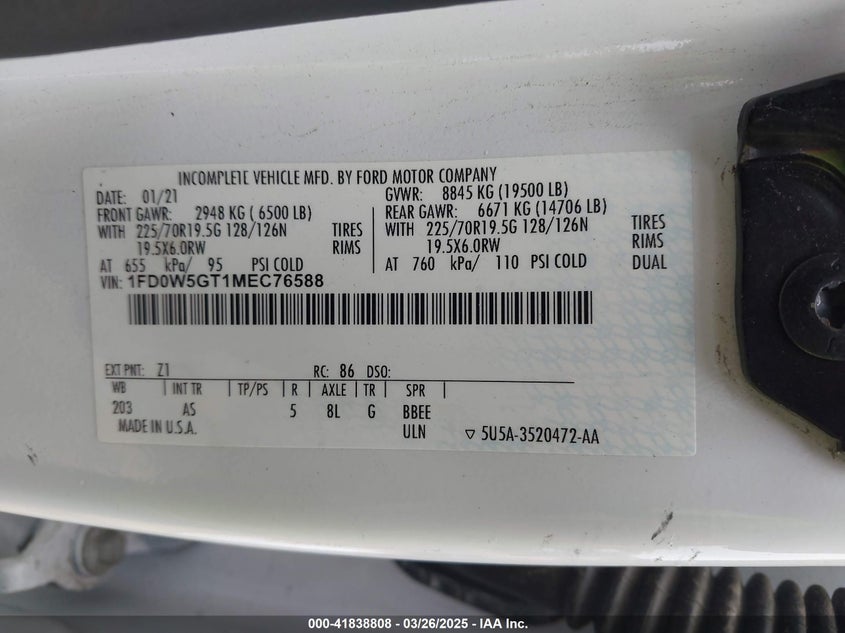 INCOMPLETE VEHICLE MFD. BY FORD MOTOR COMPANY
DATE: 01/21 GVWR: 8845 KG (19500 LB)
FRONT GAWR: 2948 KG ( 6500 LB) REAR GAWR: 6671 KG (14706 LB)
WITH 225/70R19.5G 128/126N TIRES WITH 225/70R19.5G 128/126N TIRES
19.5X6.0RW RIMS 19.5X6.0RW RIMS
AT 655 kPa/ 95 PSI COLD AT 760 kPa/ 110 PSI COLD DUAL
VIN: 1FD0W5GT1MEC76588
EXT PNT: Z1 RC: 86 DSO:
WB INT TR TP/PS R AXLE TR SPR
203 AS 5 8L G BBEE
MADE IN U.S.A. ULN ▽ 5U5A-3520472-AA
000-41838808 - 03/26/2025 - IAA Inc.